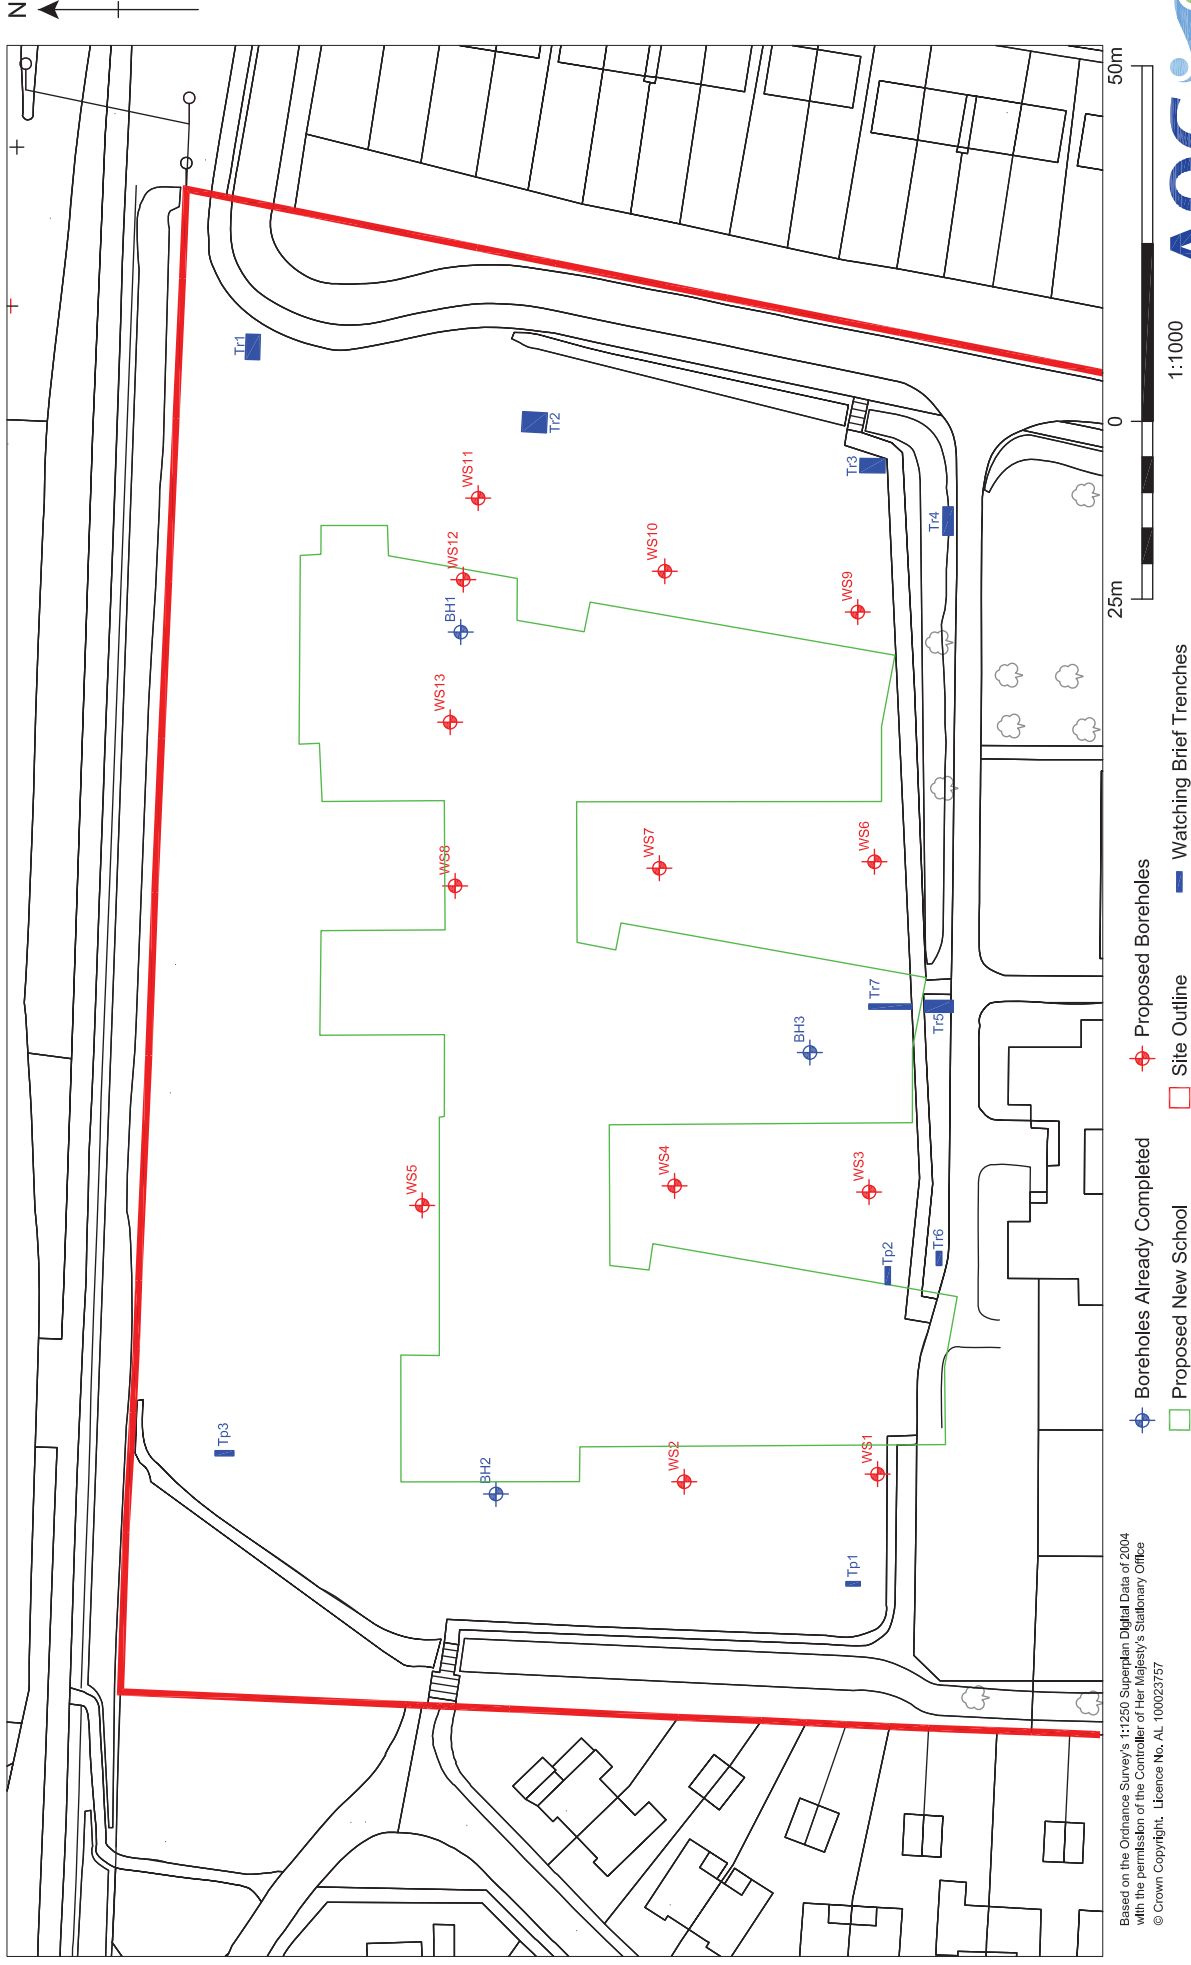 N
Tr1
Tr2
WS11
WS12
BH1
WS13
WS10
Tr3
Tr4
WS9
WS8
WS7
WS6
Tr7
Tr5
BH3
WS5
WS4
WS3
Tp2
Tr6
Tp3
BH2
WS2
WS1
Tp1
25m
0
50m
1:1000
Boreholes Already Completed
Proposed Boreholes
Proposed New School
Site Outline
Watching Brief Trenches
Based on the Ordnance Survey's 1:1250 Superplan Digital Data of 2004
with the permission of the Controller of Her Majesty's Stationary Office
© Crown Copyright. Licence No. AL 100023757